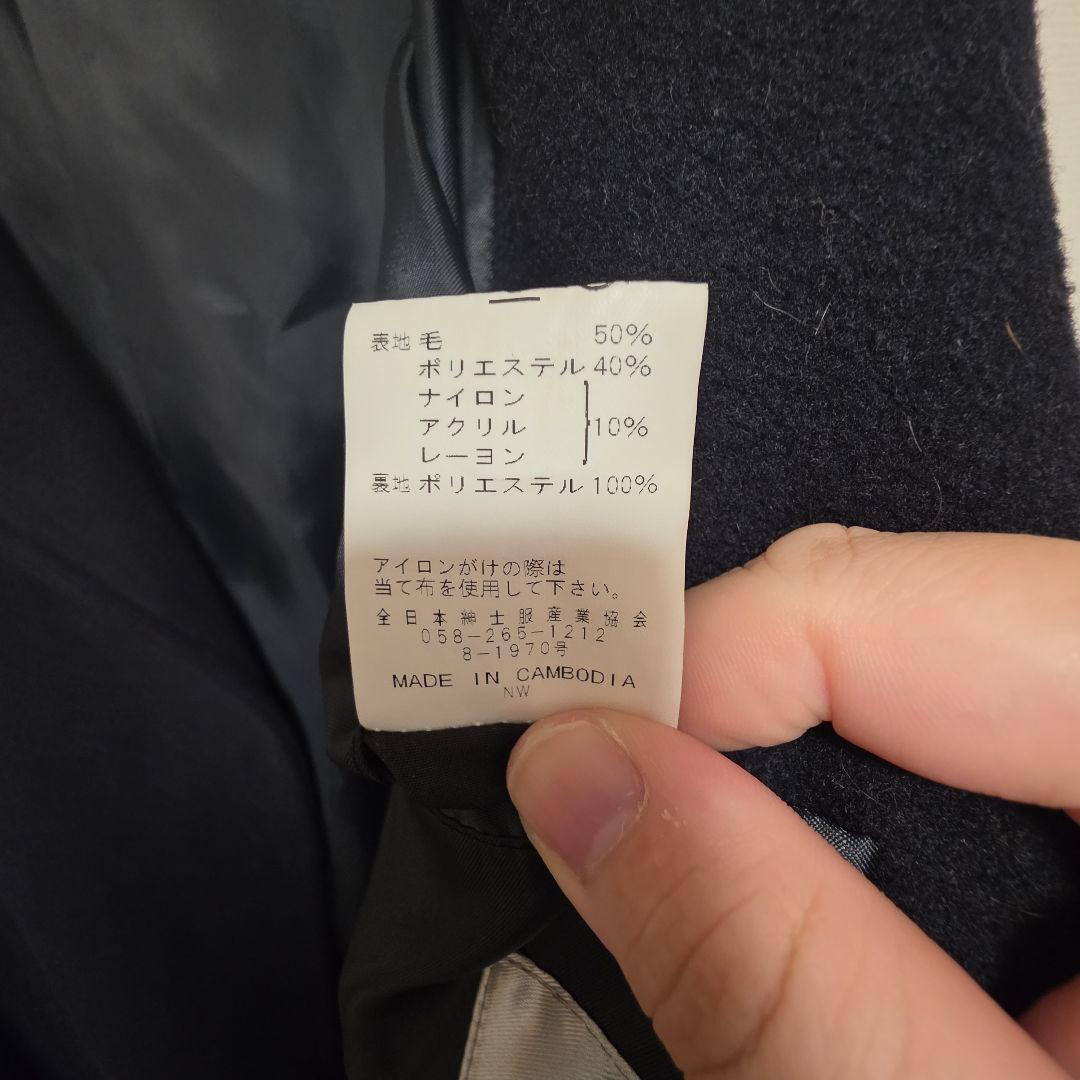 表地 毛 50%
ポリエステル 40%
ナイロン
アクリル 10%
レーヨン
裏地 ポリエステル 100%
アイロンがけの際は
当て布を使用して下さい。
全日本紳士服産業協会
058-265-1212
8-1970号
MADE IN CAMBODIA
NW